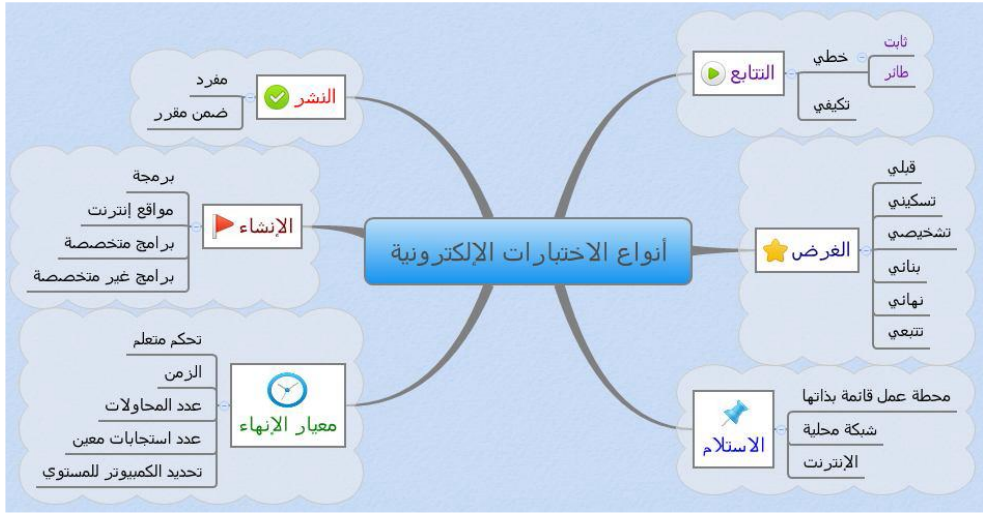 أنواع الاختبارات الإلكترونية
التتابع
خطي
ثابت
طائر
تكيفي
الغرض
قبلي
تسكيني
تشخيصي
بنائي
نهائي
تتبعي
الاستلام
محطة عمل قائمة بذاتها
شبكة محلية
الإنترنت
النشر
مفرد
ضمن مقرر
الإنشاء
برمجة
مواقع إنترنت
برامج متخصصة
برامج غير متخصصة
معيار الإنهاء
تحكم متعلم
الزمن
عدد المحاولات
عدد استجابات معين
تحديد الكمبيوتر للمستوي